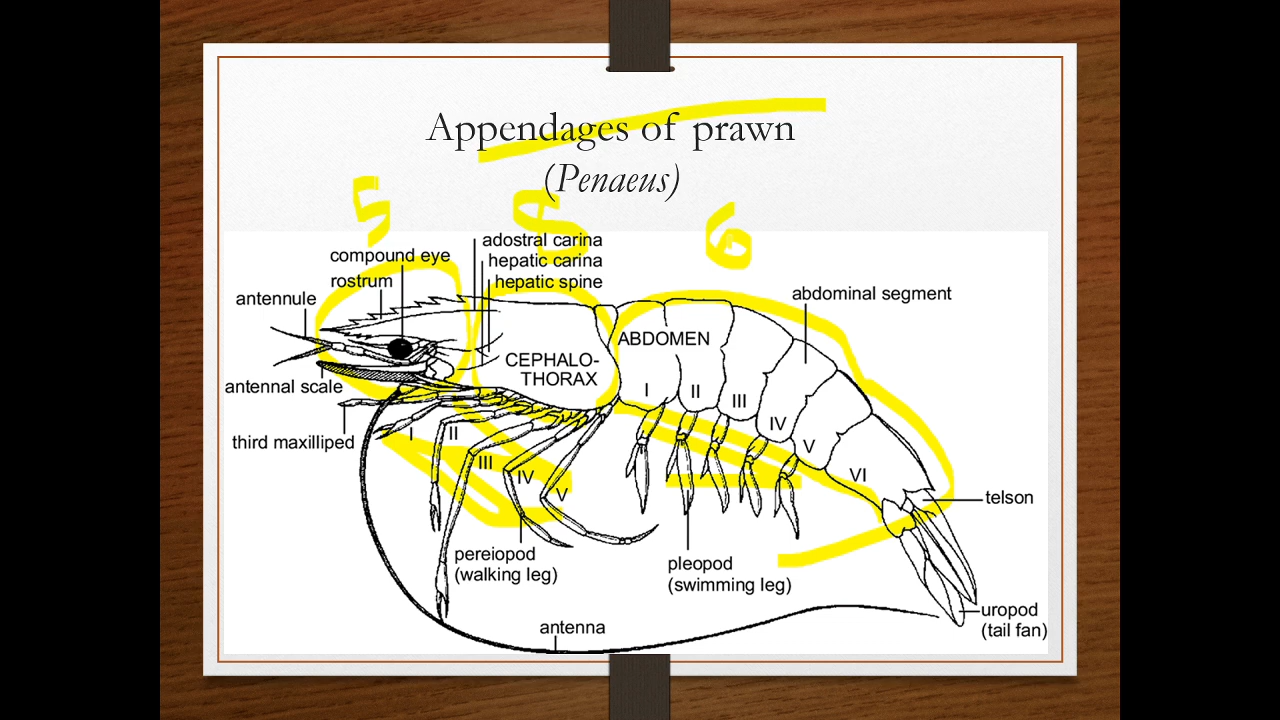 Appendages of prawn
(Penaeus)
5
8
6
adostral carina
hepatic carina
hepatic spine
compound eye
rostrum
antennule
abdominal segment
ABDOMEN
CEPHALO-
THORAX
antennal scale
third maxilliped
I
II
III
IV
V
I
II
III
IV
V
VI
telson
pereiopod
(walking leg)
pleopod
(swimming leg)
uropod
(tail fan)
antenna